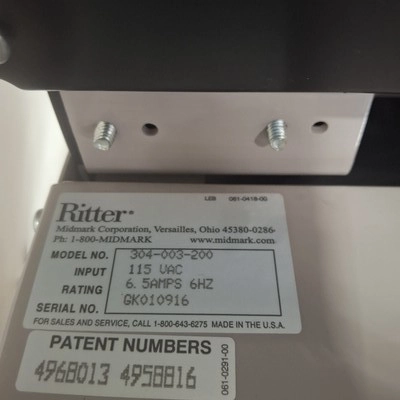 LES 061-0418-00
Ritter®
Midmark Corporation, Versailles, Ohio 45380-0286
Ph: 1-800-MIDMARK www.midmark.com
MODEL NO. 304-003-200
INPUT 115 VAC
RATING 6.5AMPS 6HZ
SERIAL NO. GK010916
FOR SALES AND SERVICE, CALL 1-800-643-6275 MADE IN THE U.S.A.
PATENT NUMBERS
4968013 4958816
061-0291-00